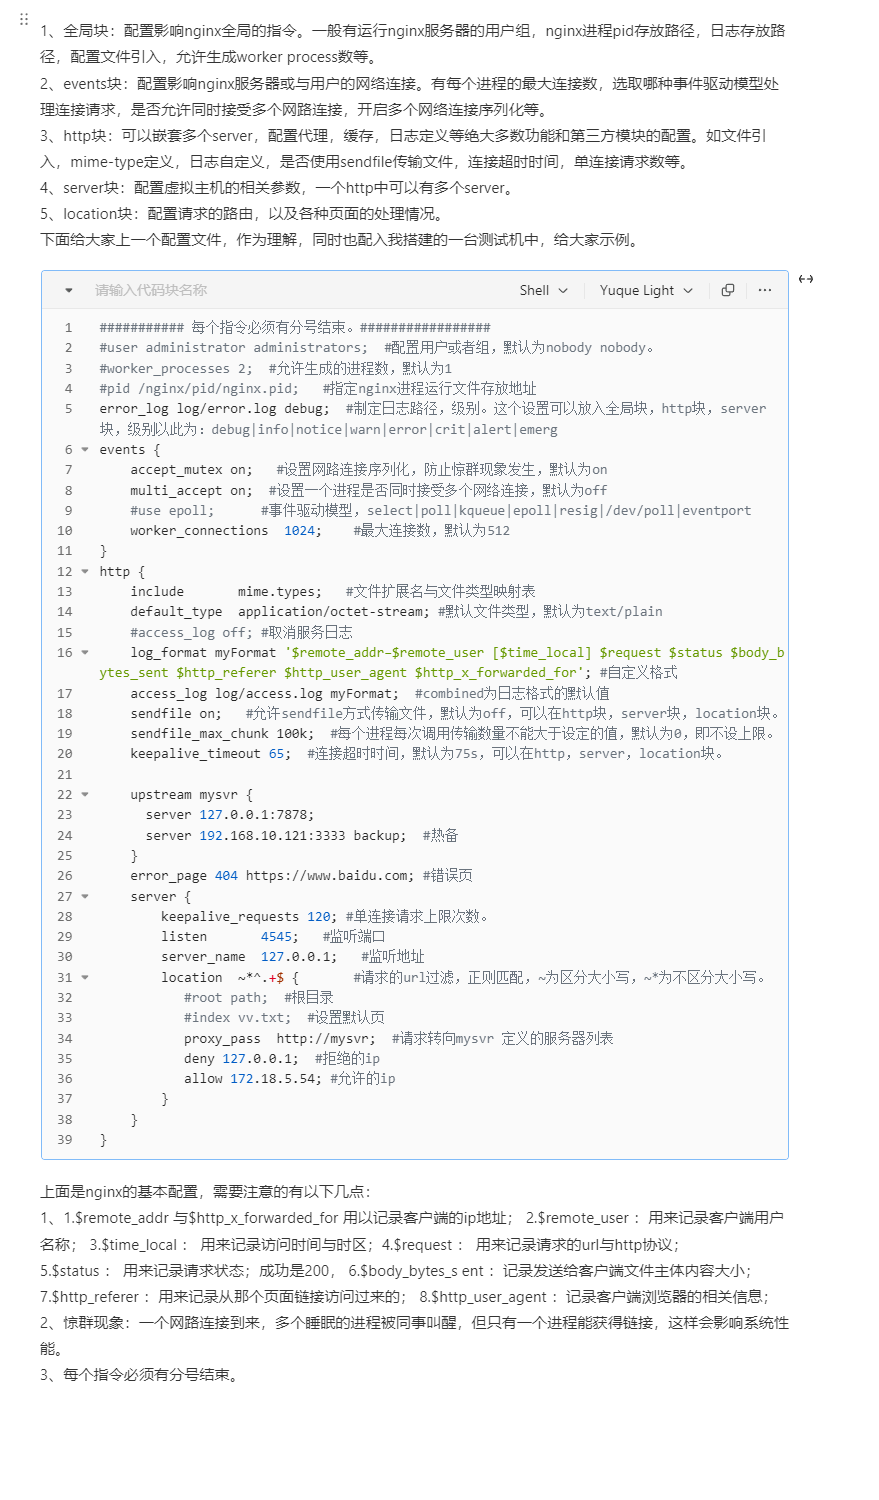 1、全局块：配置影响nginx全局的指令。一般有运行nginx服务器的用户组，nginx进程pid存放路径，日志存放路
径，配置文件引入，允许生成worker process数等。
2、events块：配置影响nginx服务器或与用户的网络连接。有每个进程的最大连接数，选取哪种事件驱动模型处
理连接请求，是否允许同时接受多个网路连接，开启多个网络连接序列化等。
3、http块：可以嵌套多个server，配置代理，缓存，日志定义等绝大多数功能和第三方模块的配置。如文件引
入，mime-type定义，日志自定义，是否使用sendfile传输文件，连接超时时间，单连接请求数等。
4、server块：配置虚拟主机的相关参数，一个http中可以有多个server。
5、location块：配置请求的路由，以及各种页面的处理情况。
下面给大家上一个配置文件，作为理解，同时也配入我搭建的一台测试机中，给大家示例。
请输入代码块名称 Shell Yuque Light
1 ########### 每个指令必须有分号结束。#################
2 #user administrator administrators;  #配置用户或者组，默认为nobody nobody。
3 #worker_processes 2;  #允许生成的进程数，默认为1
4 #pid /nginx/pid/nginx.pid;   #指定nginx进程运行文件存放地址
5 error_log log/error.log debug;  #制定日志路径，级别。这个设置可以放入全局块，http块，server
块，级别以此为：debug|info|notice|warn|error|crit|alert|emerg
6 events {
7     accept_mutex on;   #设置网路连接序列化，防止惊群现象发生，默认为on
8     multi_accept on;  #设置一个进程是否同时接受多个网络连接，默认为off
9     #use epoll;      #事件驱动模型，select|poll|kqueue|epoll|resig|/dev/poll|eventport
10     worker_connections  1024;    #最大连接数，默认为512
11 }
12 http {
13     include       mime.types;   #文件扩展名与文件类型映射表
14     default_type  application/octet-stream; #默认文件类型，默认为text/plain
15     #access_log off; #取消服务日志
16     log_format myFormat '$remote_addr–$remote_user [$time_local] $request $status $body_b
ytes_sent $http_referer $http_user_agent $http_x_forwarded_for'; #自定义格式
17     access_log log/access.log myFormat;  #combined为日志格式的默认值
18     sendfile on;   #允许sendfile方式传输文件，默认为off，可以在http块，server块，location块。
19     sendfile_max_chunk 100k;  #每个进程每次调用传输数量不能大于设定的值，默认为0，即不设上限。
20     keepalive_timeout 65;  #连接超时时间，默认为75s，可以在http，server，location块。
21
22     upstream mysvr {
23       server 127.0.0.1:7878;
24       server 192.168.10.121:3333 backup;  #热备
25     }
26     error_page 404 https://www.baidu.com; #错误页
27     server {
28         keepalive_requests 120; #单连接请求上限次数。
29         listen       4545;   #监听端口
30         server_name  127.0.0.1;   #监听地址
31         location  ~*^.+$ {       #请求的url过滤，正则匹配，~为区分大小写，~*为不区分大小写。
32            #root path;  #根目录
33            #index vv.txt;  #设置默认页
34            proxy_pass  http://mysvr;  #请求转向mysvr 定义的服务器列表
35            deny 127.0.0.1;  #拒绝的ip
36            allow 172.18.5.54; #允许的ip
37         }
38     }
39 }
上面是nginx的基本配置，需要注意的有以下几点：
1、1.$remote_addr 与$http_x_forwarded_for 用以记录客户端的ip地址； 2.$remote_user ：用来记录客户端用户
名称； 3.$time_local ： 用来记录访问时间与时区；4.$request ： 用来记录请求的url与http协议；
5.$status ： 用来记录请求状态；成功是200， 6.$body_bytes_s ent ：记录发送给客户端文件主体内容大小；
7.$http_referer ：用来记录从那个页面链接访问过来的； 8.$http_user_agent ：记录客户端浏览器的相关信息；
2、惊群现象：一个网路连接到来，多个睡眠的进程被同事叫醒，但只有一个进程能获得链接，这样会影响系统性
能。
3、每个指令必须有分号结束。